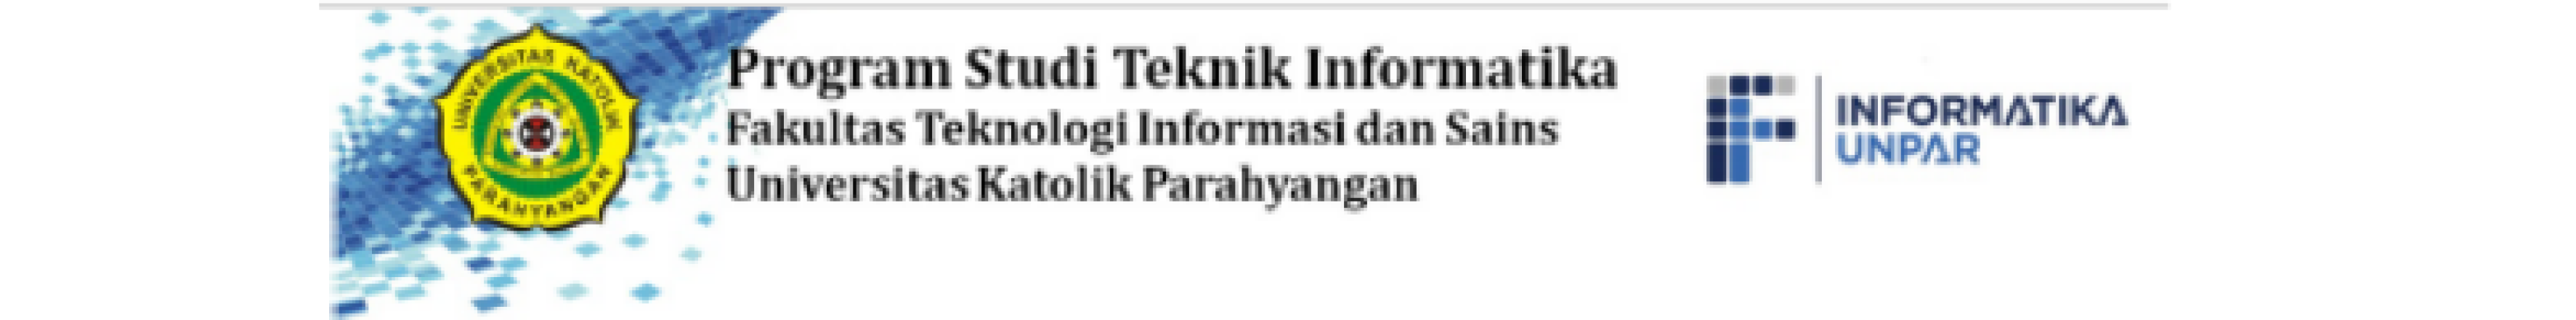 UNIVERSITAS KATOLIK
PARAHYANGAN
Program Studi Teknik Informatika
Fakultas Teknologi Informasi dan Sains
Universitas Katolik Parahyangan
INFORMATIKA
UNPAR